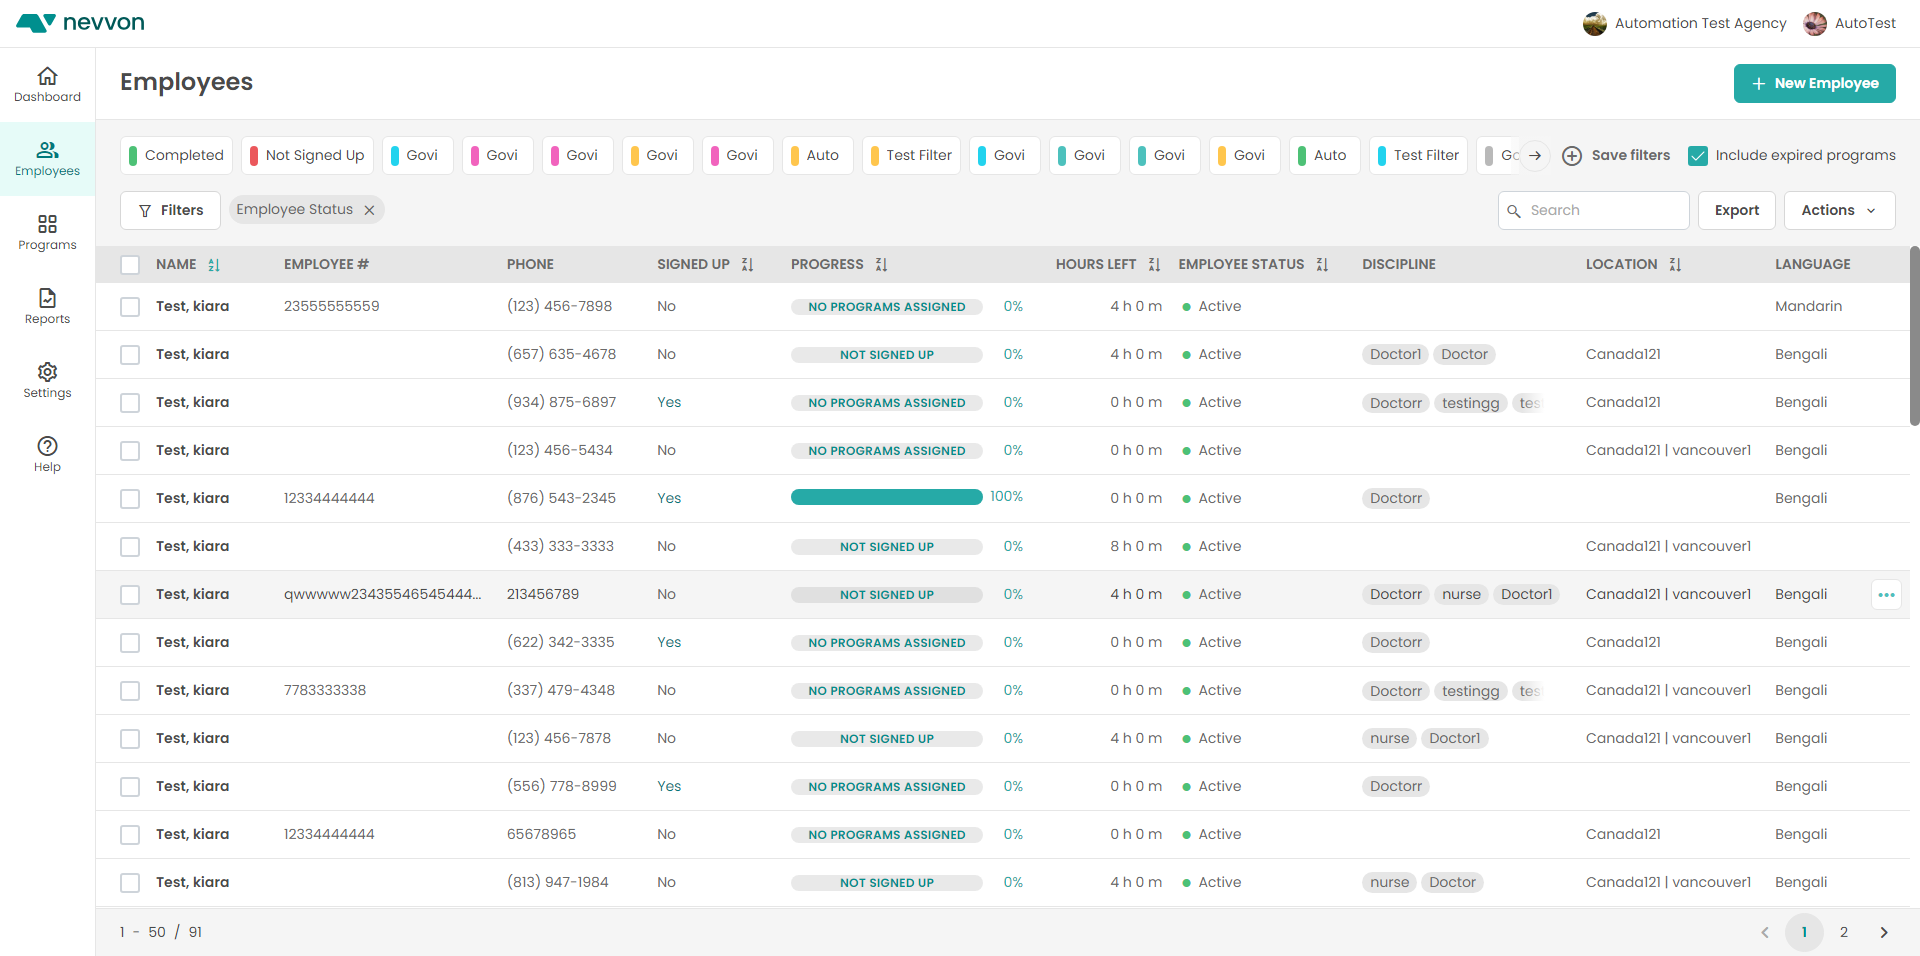 nevvon
Automation Test Agency AutoTest
Dashboard
Employees
Programs
Reports
Settings
Help
Employees
New Employee
Completed Not Signed Up Govi Govi Govi Govi Govi Auto Test Filter Govi Govi Govi Govi Auto Test Filter Save filters Include expired programs
Filters Employee Status Search Export Actions
NAME EMPLOYEE # PHONE SIGNED UP PROGRESS HOURS LEFT EMPLOYEE STATUS DISCIPLINE LOCATION LANGUAGE
Test, kiara 23555555559 (123) 456-7898 No NO PROGRAMS ASSIGNED 0% 4 h 0 m Active Mandarin
Test, kiara (657) 635-4678 No NOT SIGNED UP 0% 4 h 0 m Active Doctor1 Doctor Canada121 Bengali
Test, kiara (934) 875-6897 Yes NO PROGRAMS ASSIGNED 0% 0 h 0 m Active Doctorr testingg tes Canada121 Bengali
Test, kiara (123) 456-5434 No NO PROGRAMS ASSIGNED 0% 0 h 0 m Active Canada121 | vancouver1 Bengali
Test, kiara 12334444444 (876) 543-2345 Yes 100% 0 h 0 m Active Doctorr Bengali
Test, kiara (433) 333-3333 No NOT SIGNED UP 0% 8 h 0 m Active Canada121 | vancouver1
Test, kiara qwwwww23435546545444... 213456789 No NOT SIGNED UP 0% 4 h 0 m Active Doctorr nurse Doctor1 Canada121 | vancouver1 Bengali
Test, kiara (622) 342-3335 Yes NO PROGRAMS ASSIGNED 0% 0 h 0 m Active Doctorr Canada121 Bengali
Test, kiara 7783333338 (337) 479-4348 No NO PROGRAMS ASSIGNED 0% 0 h 0 m Active Doctorr testingg tes Canada121 | vancouver1 Bengali
Test, kiara (123) 456-7878 No NOT SIGNED UP 0% 4 h 0 m Active nurse Doctor1 Canada121 | vancouver1 Bengali
Test, kiara (556) 778-8999 Yes NO PROGRAMS ASSIGNED 0% 0 h 0 m Active Doctorr Bengali
Test, kiara 12334444444 65678965 No NO PROGRAMS ASSIGNED 0% 0 h 0 m Active Canada121 Bengali
Test, kiara (813) 947-1984 No NOT SIGNED UP 0% 4 h 0 m Active nurse Doctor Canada121 | vancouver1 Bengali
1 - 50 / 91 1 2